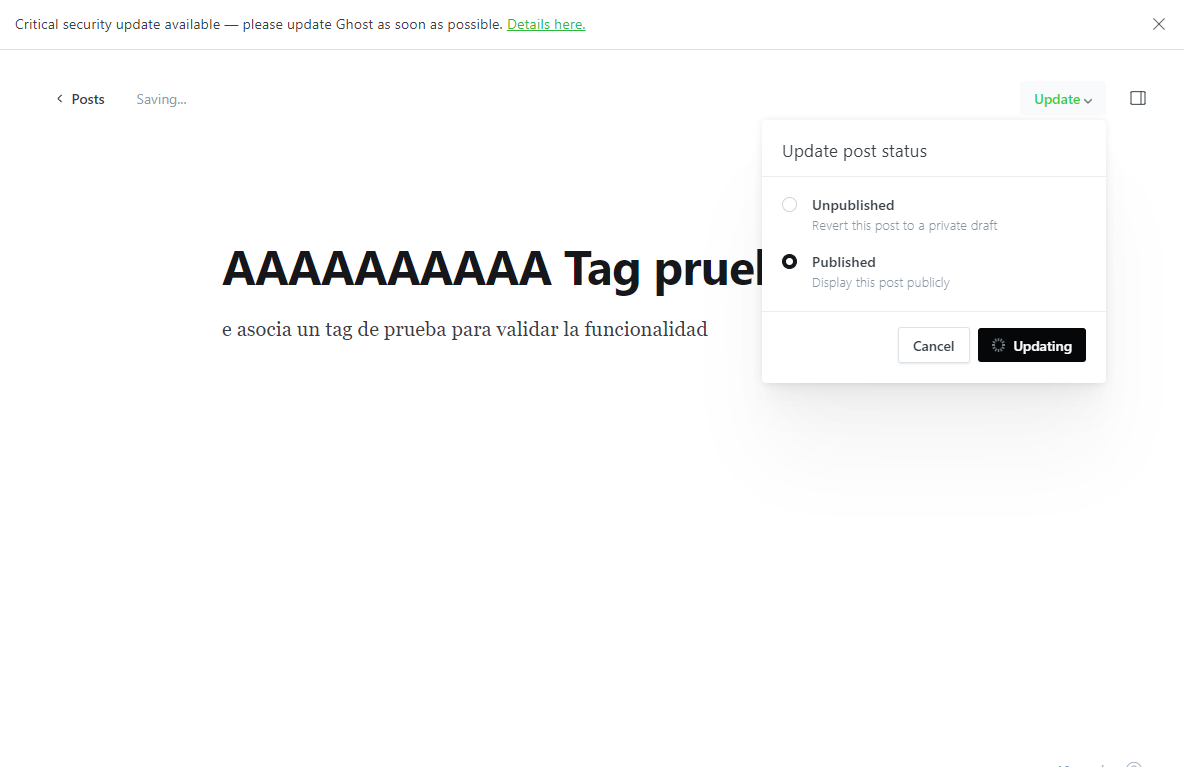 Critical security update available — please update Ghost as soon as possible. Details here.
Posts Saving... Update
Update post status
Unpublished
Revert this post to a private draft
AAAAAAAAAA Tag
Published
Display this post publicly
e asocia un tag de prueba para validar la funcionalidad
Cancel Updating